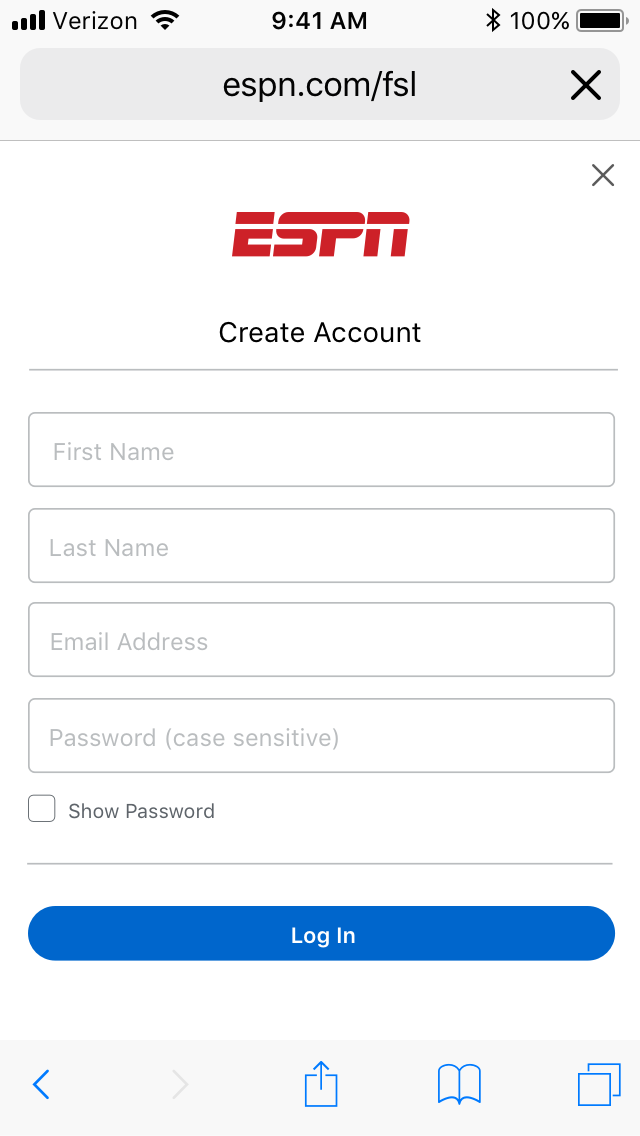 Verizon 9:41 AM 100%
espn.com/fsl
ESPN
Create Account
First Name
Last Name
Email Address
Password (case sensitive)
Show Password
Log In